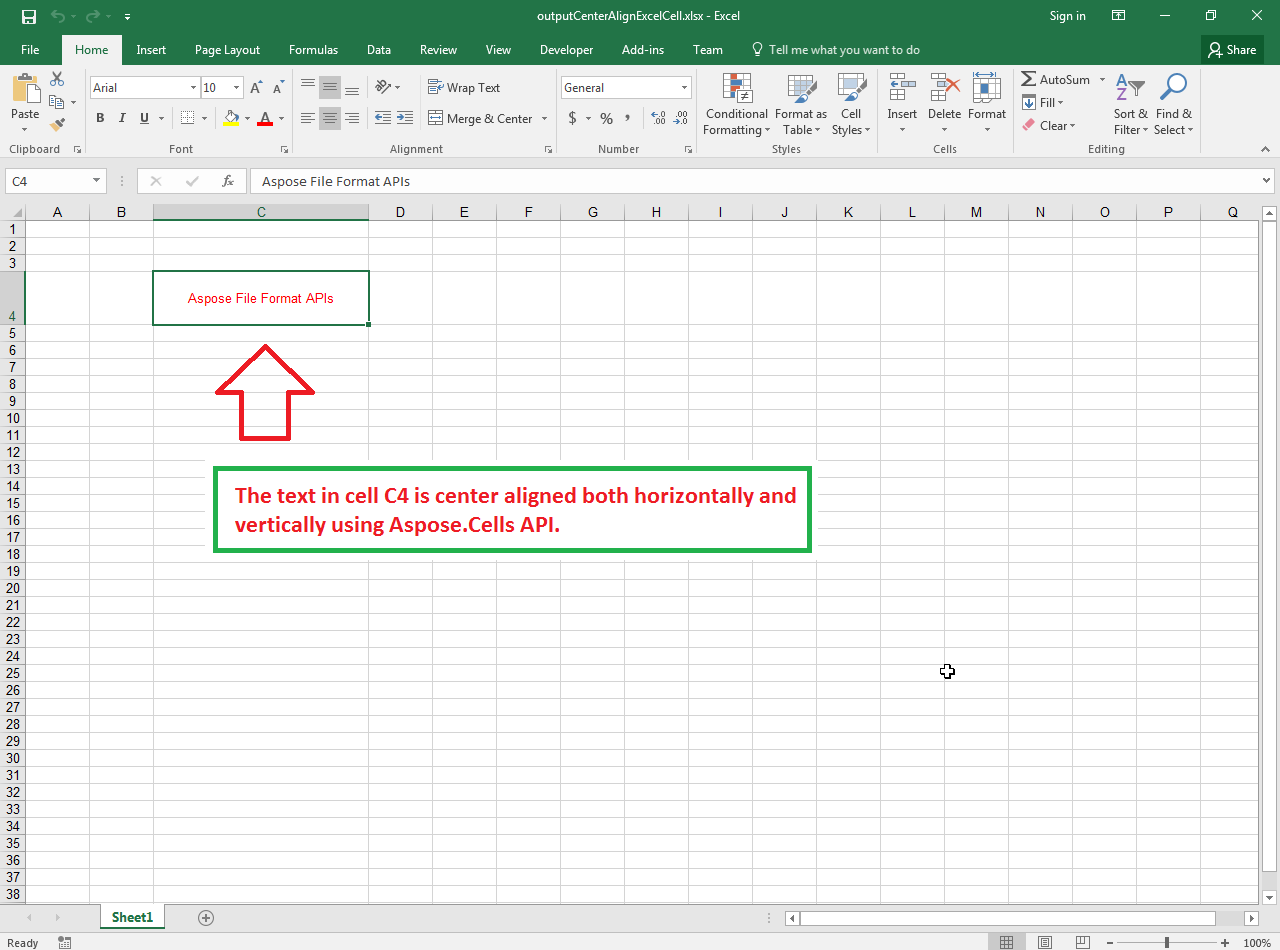 outputCenterAlignExcelCell.xlsx - Excel
Sign in
File Home Insert Page Layout Formulas Data Review View Developer Add-ins Team Tell me what you want to do Share
Paste
Clipboard
Arial 10 A A
B I U A
Font
Wrap Text
Merge & Center
Alignment
General
$ % , .00 .0
Number
Conditional Formatting
Format as Table
Cell Styles
Styles
Insert Delete Format
Cells
AutoSum
Fill
Clear
Sort & Filter
Find & Select
Editing
C4 fx Aspose File Format APIs
A B C D E F G H I J K L M N O P Q
1
2
3
4 Aspose File Format APIs
5
6
7
8
9
10
11
12
13
14
15
16
17
18
19
20
21
22
23
24
25
26
27
28
29
30
31
32
33
34
35
36
37
38
The text in cell C4 is center aligned both horizontally and
vertically using Aspose.Cells API.
Sheet1
Ready 100%